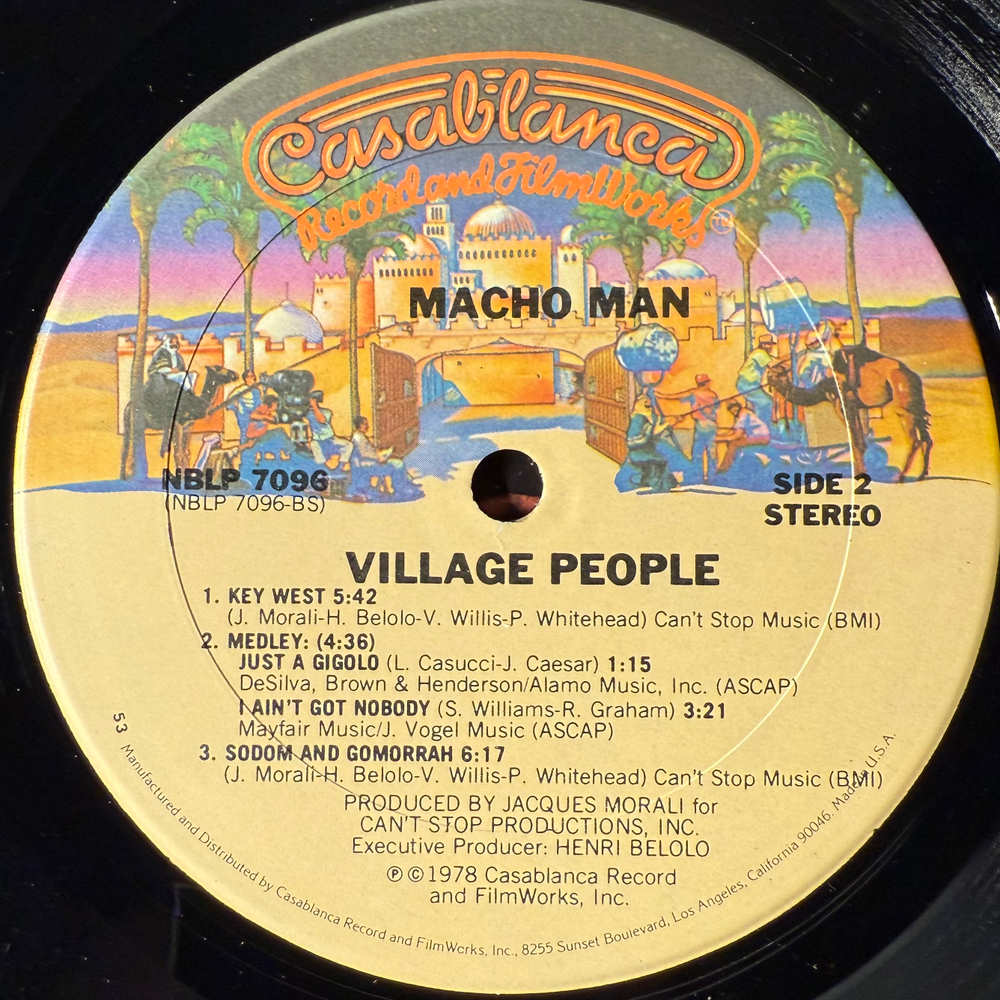 Casablanca
Record and FilmWorks TM
MACHO MAN
NBLP 7096
(NBLP 7096-BS)
SIDE 2
STEREO
VILLAGE PEOPLE
1. KEY WEST 5:42
(J. Morali-H. Belolo-V. Willis-P. Whitehead) Can't Stop Music (BMI)
2. MEDLEY: (4:36)
JUST A GIGOLO (L. Casucci-J. Caesar) 1:15
DeSilva, Brown & Henderson/Alamo Music, Inc. (ASCAP)
I AIN'T GOT NOBODY (S. Williams-R. Graham) 3:21
Mayfair Music/J. Vogel Music (ASCAP)
3. SODOM AND GOMORRAH 6:17
(J. Morali-H. Belolo-V. Willis-P. Whitehead) Can't Stop Music (BMI)
PRODUCED BY JACQUES MORALI for
CAN'T STOP PRODUCTIONS, INC.
Executive Producer: HENRI BELOLO
℗ © 1978 Casablanca Record
and FilmWorks, Inc.
53 Manufactured and Distributed by Casablanca Record and FilmWorks, Inc., 8255 Sunset Boulevard, Los Angeles, California 90046. Made in U.S.A.